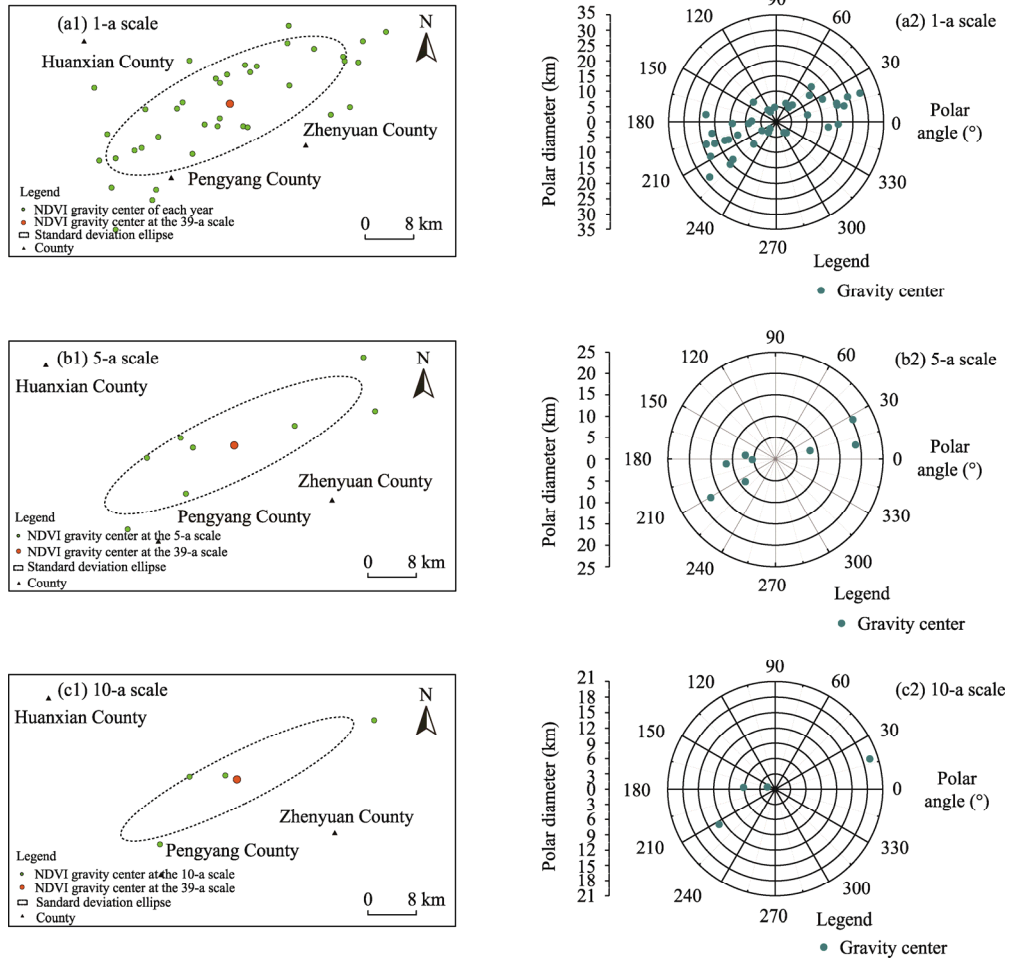 (a1) 1-a scale
N
Huanxian County
Zhenyuan County
Pengyang County
Legend
NDVI gravity center of each year
NDVI gravity center at the 39-a scale
Standard deviation ellipse
County
0 8 km
(a2) 1-a scale
Polar diameter (km)
35
30
25
20
15
10
5
0
5
10
15
20
25
30
35
90
120
60
150
30
180
0
210
330
240
300
270
Polar
angle (°)
Legend
Gravity center
(b1) 5-a scale
N
Huanxian County
Zhenyuan County
Pengyang County
Legend
NDVI gravity center at the 5-a scale
NDVI gravity center at the 39-a scale
Standard deviation ellipse
County
0 8 km
(b2) 5-a scale
Polar diameter (km)
25
20
15
10
5
0
5
10
15
20
25
90
120
60
150
30
180
0
210
330
240
300
270
Polar
angle (°)
Legend
Gravity center
(c1) 10-a scale
N
Huanxian County
Zhenyuan County
Pengyang County
Legend
NDVI gravity center at the 10-a scale
NDVI gravity center at the 39-a scale
Sandard deviation ellipse
County
0 8 km
(c2) 10-a scale
Polar diameter (km)
21
18
15
12
9
6
3
0
3
6
9
12
15
18
21
90
120
60
150
30
180
0
210
330
240
300
270
Polar
angle (°)
Legend
Gravity center